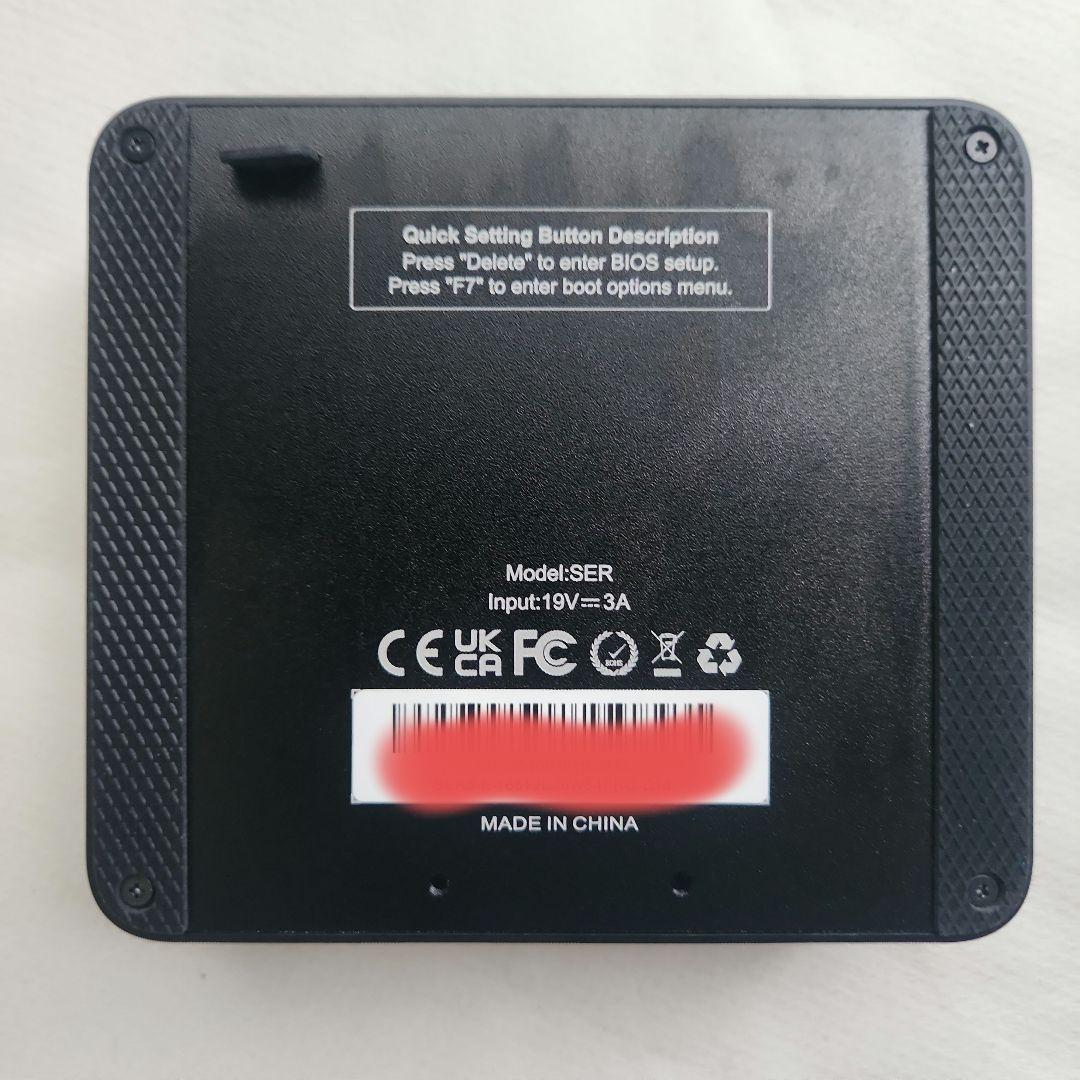 Quick Setting Button Description
Press "Delete" to enter BIOS setup.
Press "F7" to enter boot options menu.
Model:SER
Input:19V⎓3A
CE UK CA FC ROHS
MADE IN CHINA